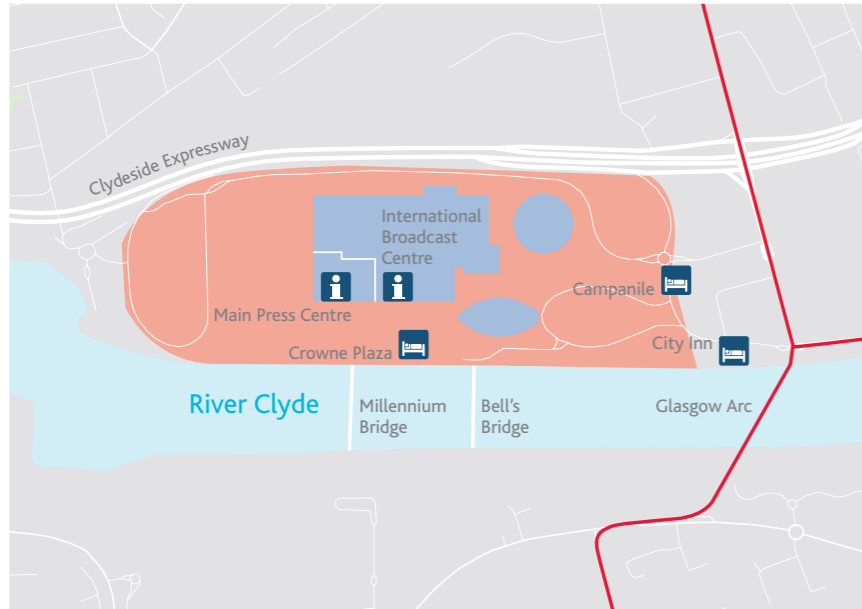 Clydeside Expressway
International
Broadcast
Centre
Campanile
Main Press Centre
City Inn
Crowne Plaza
River Clyde
Millennium
Bridge
Bell's
Bridge
Glasgow Arc